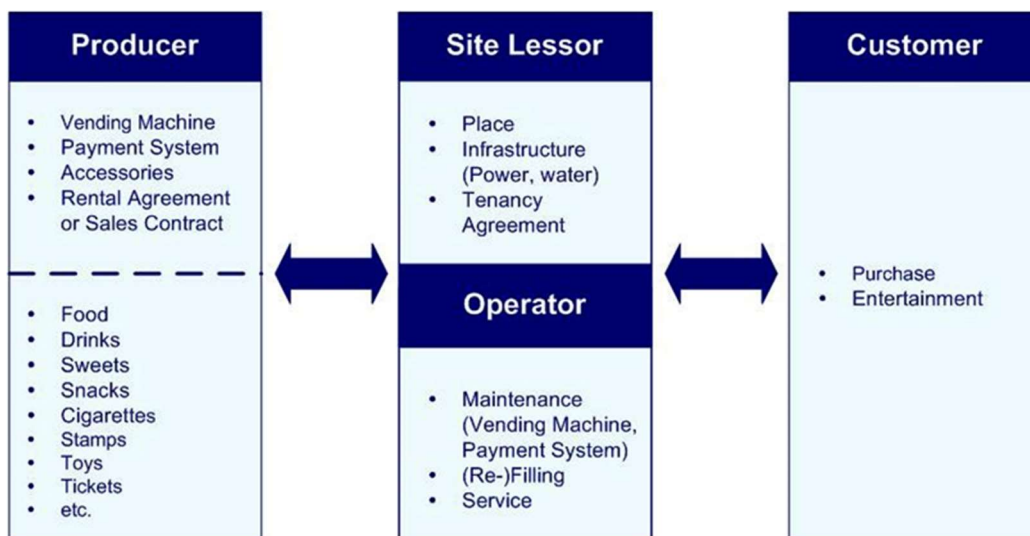 Producer
• Vending Machine
• Payment System
• Accessories
• Rental Agreement
or Sales Contract
• Food
• Drinks
• Sweets
• Snacks
• Cigarettes
• Stamps
• Toys
• Tickets
• etc.
Site Lessor
• Place
• Infrastructure
(Power, water)
• Tenancy
Agreement
Operator
• Maintenance
(Vending Machine,
Payment System)
• (Re-)Filling
• Service
Customer
• Purchase
• Entertainment